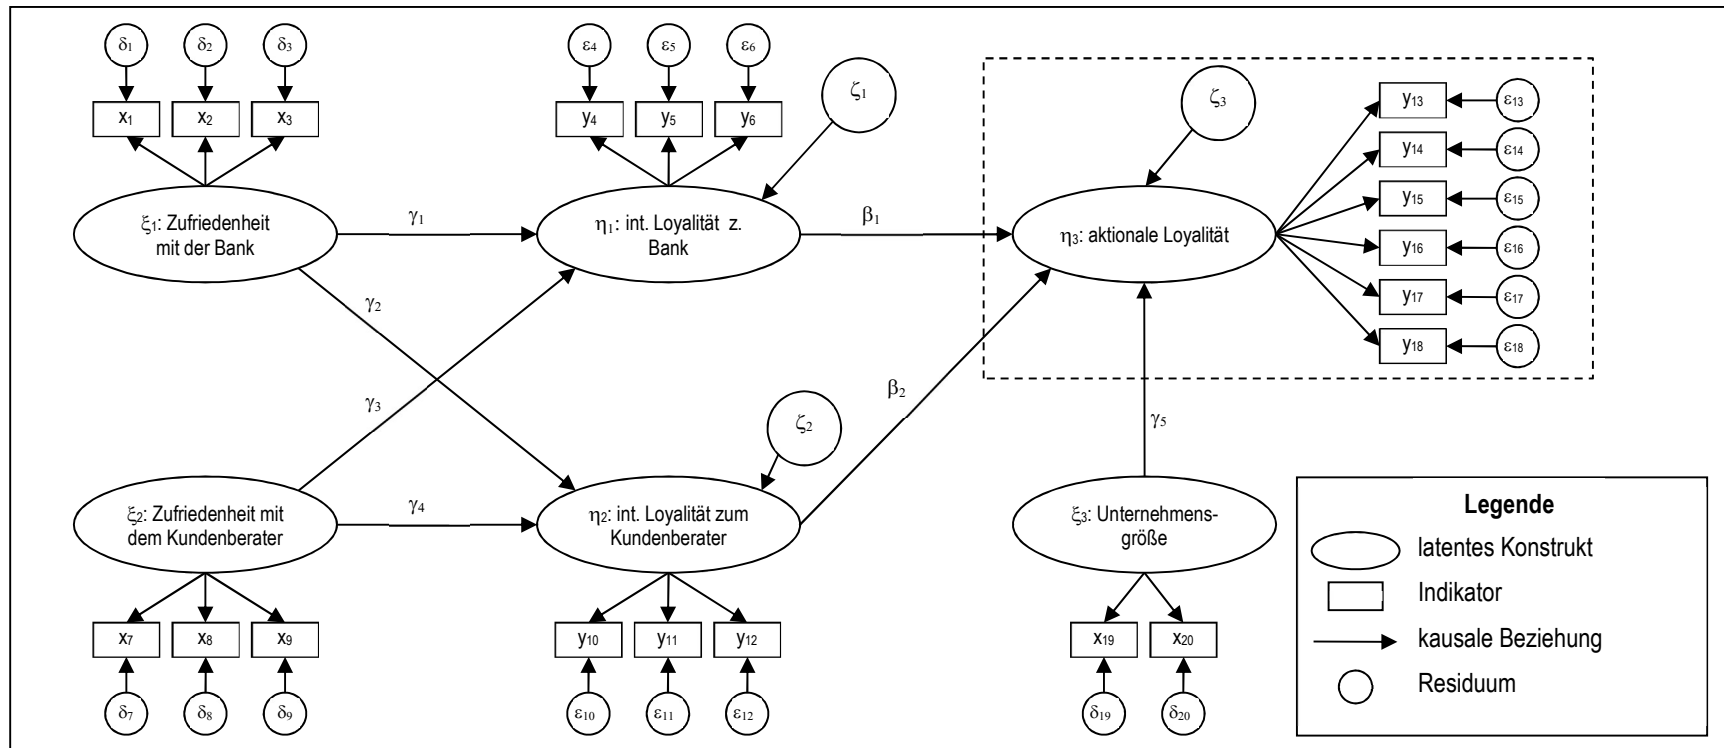 δ1 δ2 δ3
x1 x2 x3
ε4 ε5 ε6
y4 y5 y6
ζ1
ζ3
y13 ε13
y14 ε14
y15 ε15
y16 ε16
y17 ε17
y18 ε18
ξ1: Zufriedenheit
mit der Bank
γ1
η1: int. Loyalität z.
Bank
β1
η3: aktionale Loyalität
γ2
γ3
β2
γ5
ζ2
ξ2: Zufriedenheit mit
dem Kundenberater
γ4
η2: int. Loyalität zum
Kundenberater
ξ3: Unternehmens-
größe
x7 x8 x9
δ7 δ8 δ9
y10 y11 y12
ε10 ε11 ε12
x19 x20
δ19 δ20
Legende
latentes Konstrukt
Indikator
kausale Beziehung
Residuum